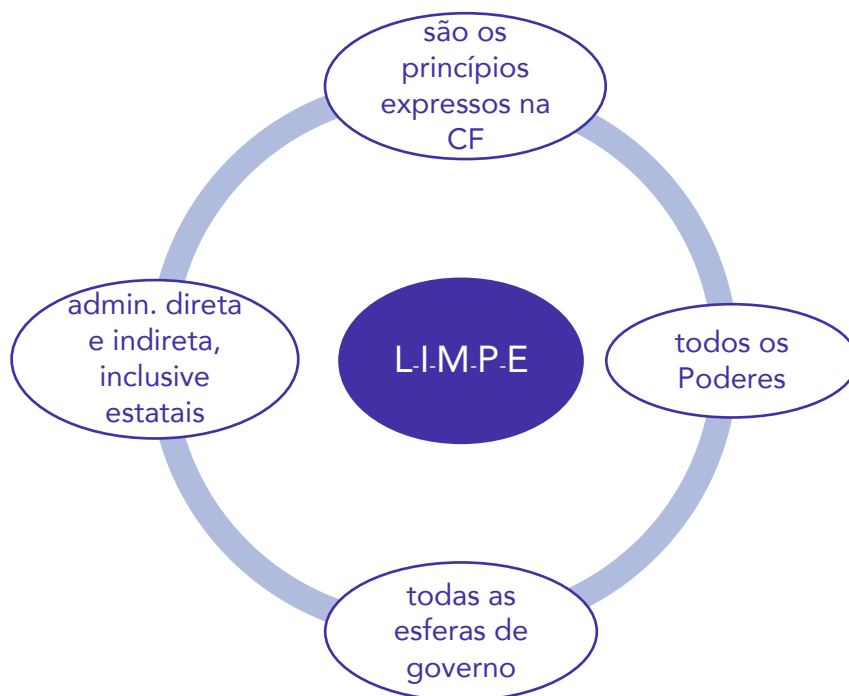 são os
princípios
expressos na
CF
admin. direta
e indireta,
inclusive
estatais
L-I-M-P-E
todos os
Poderes
todas as
esferas de
governo